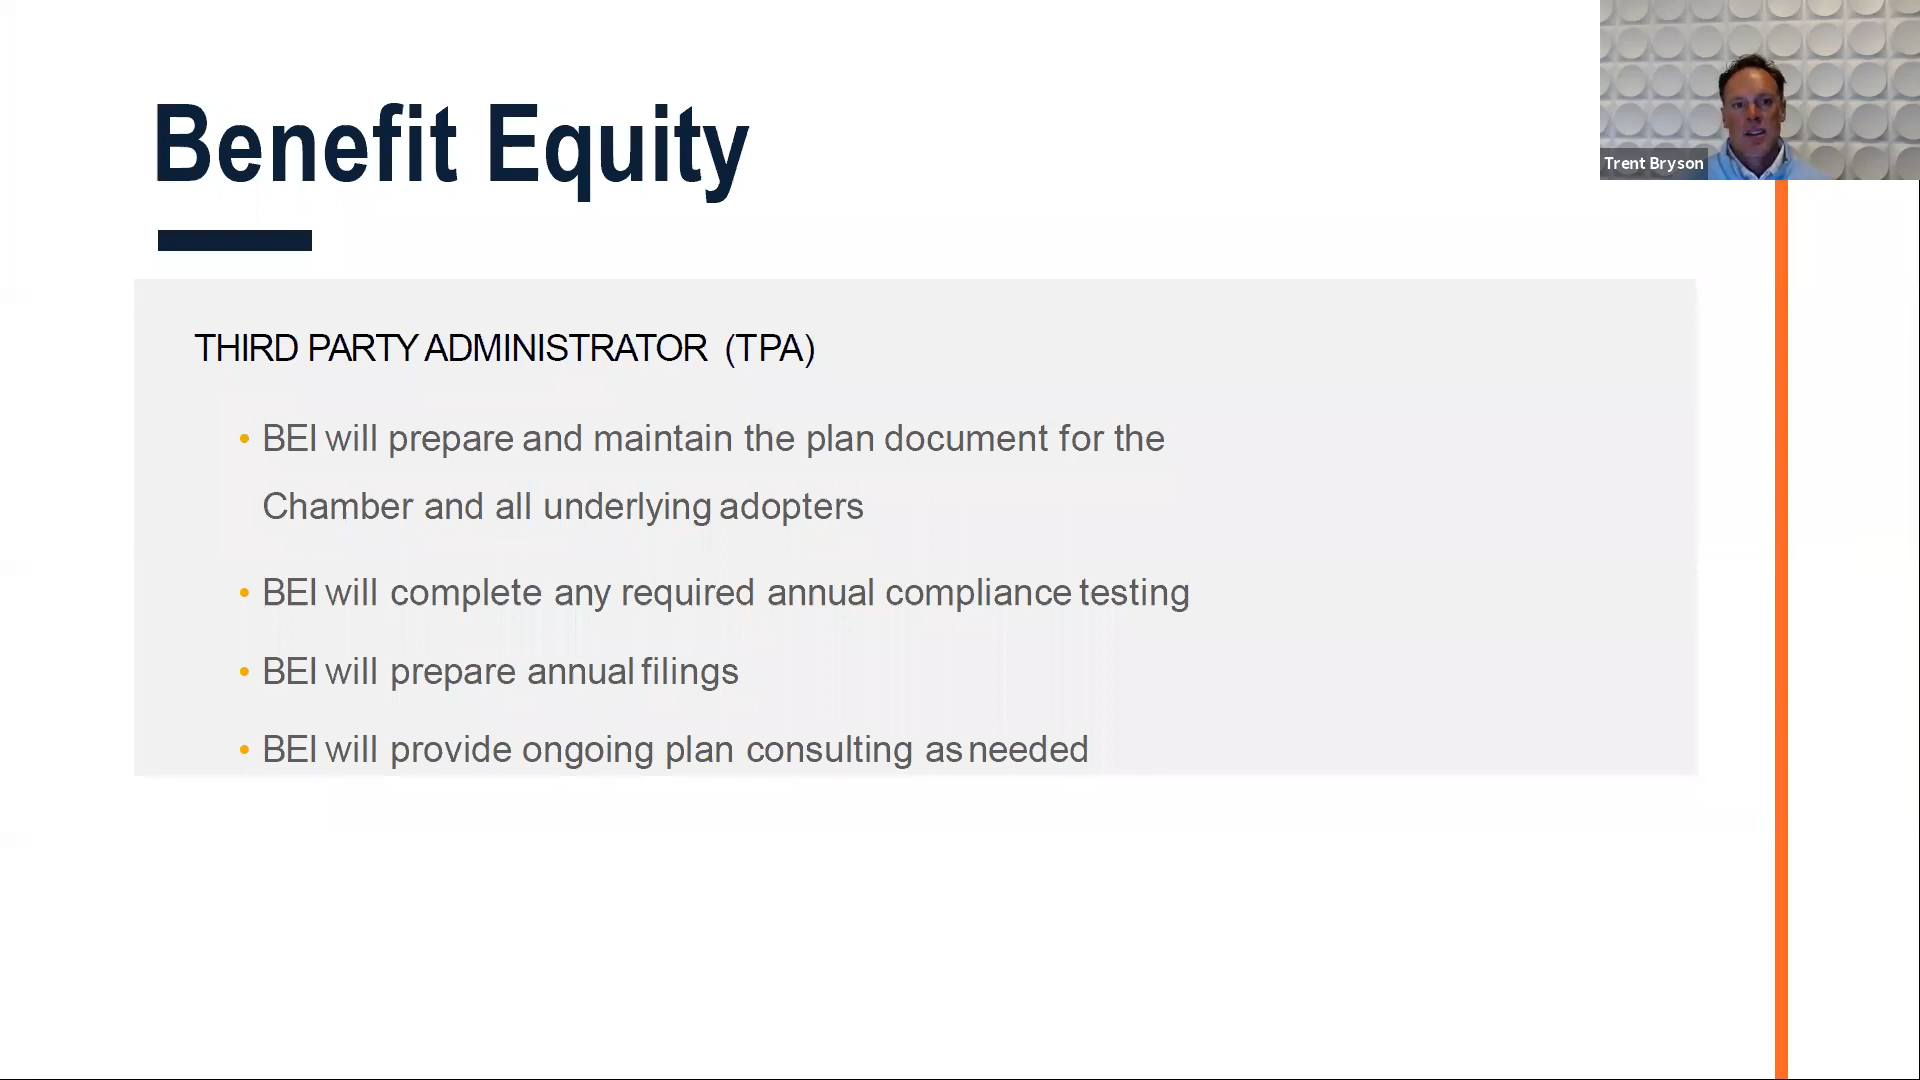 Benefit Equity
Trent Bryson
THIRD PARTY ADMINISTRATOR (TPA)
• BEI will prepare and maintain the plan document for the
Chamber and all underlying adopters
• BEI will complete any required annual compliance testing
• BEI will prepare annual filings
• BEI will provide ongoing plan consulting as needed